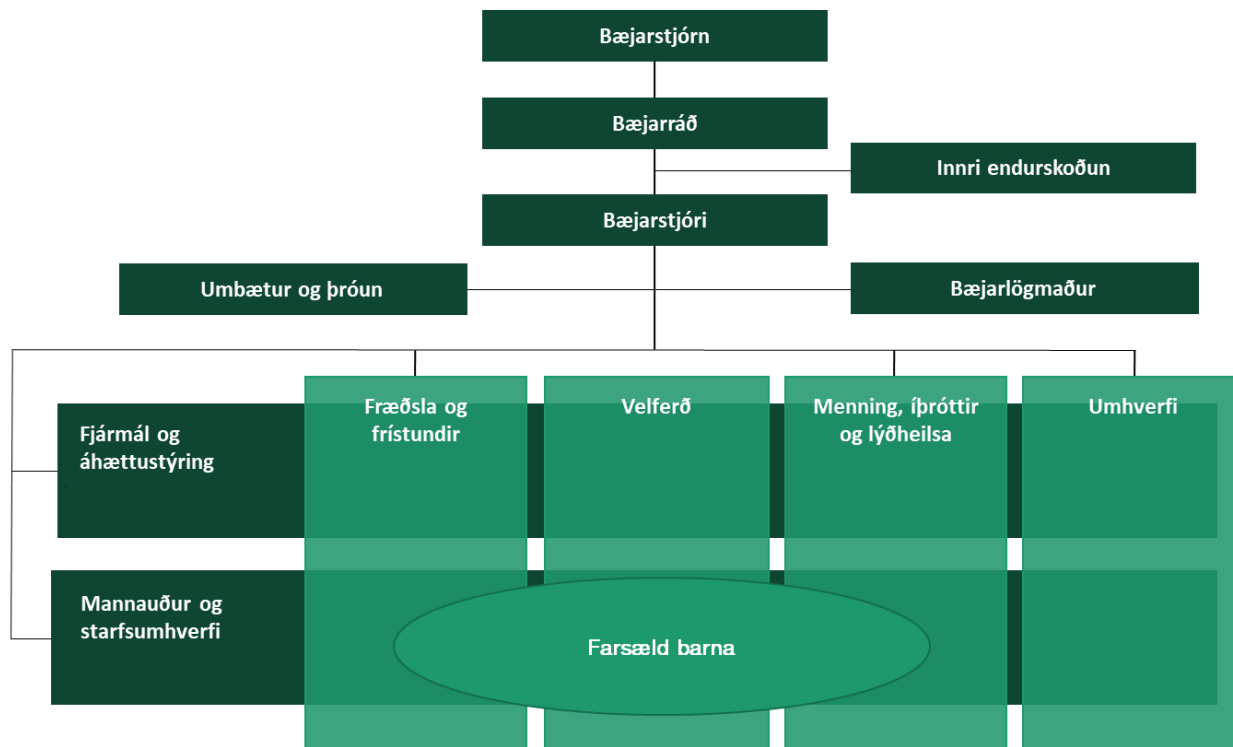 Bæjarstjórn
Bæjarráð
Innri endurskoðun
Bæjarstjóri
Umbætur og þróun
Bæjarlögmaður
Fræðsla og
frístundir
Velferð
Menning, íþróttir
og lýðheilsa
Umhverfi
Fjármál og
áhættustýring
Mannauður og
starfsumhverfi
Farsæld barna